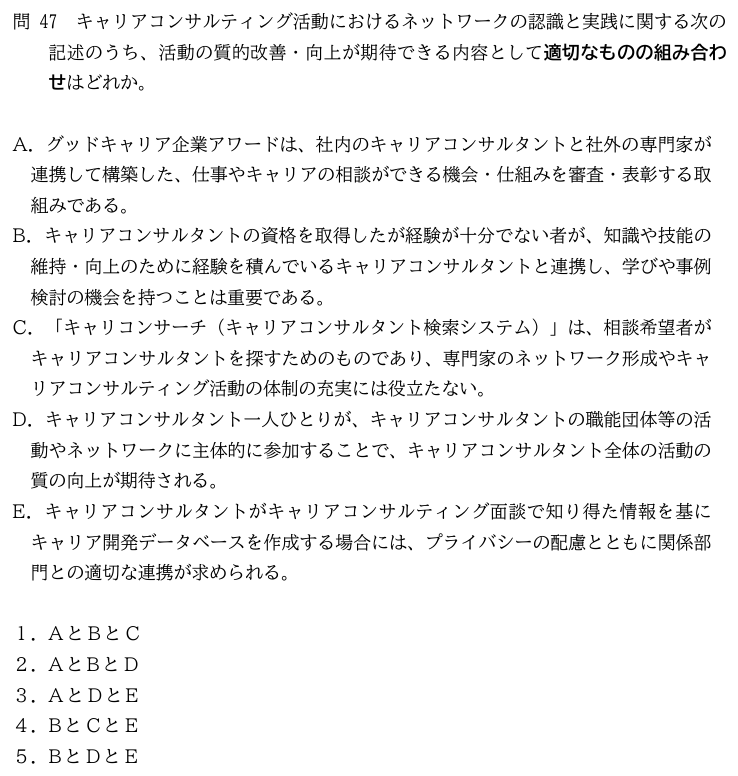 問 47 キャリアコンサルティング活動におけるネットワークの認識と実践に関する次の
記述のうち、活動の質的改善・向上が期待できる内容として適切なものの組み合わ
せはどれか。
A．グッドキャリア企業アワードは、社内のキャリアコンサルタントと社外の専門家が
連携して構築した、仕事やキャリアの相談ができる機会・仕組みを審査・表彰する取
組みである。
B．キャリアコンサルタントの資格を取得したが経験が十分でない者が、知識や技能の
維持・向上のために経験を積んでいるキャリアコンサルタントと連携し、学びや事例
検討の機会を持つことは重要である。
C．「キャリコンサーチ（キャリアコンサルタント検索システム）」は、相談希望者が
キャリアコンサルタントを探すためのものであり、専門家のネットワーク形成やキャ
リアコンサルティング活動の体制の充実には役立たない。
D．キャリアコンサルタント一人ひとりが、キャリアコンサルタントの職能団体等の活
動やネットワークに主体的に参加することで、キャリアコンサルタント全体の活動の
質の向上が期待される。
E．キャリアコンサルタントがキャリアコンサルティング面談で知り得た情報を基に
キャリア開発データベースを作成する場合には、プライバシーの配慮とともに関係部
門との適切な連携が求められる。
１．AとBとC
２．AとBとD
３．AとDとE
４．BとCとE
５．BとDとE